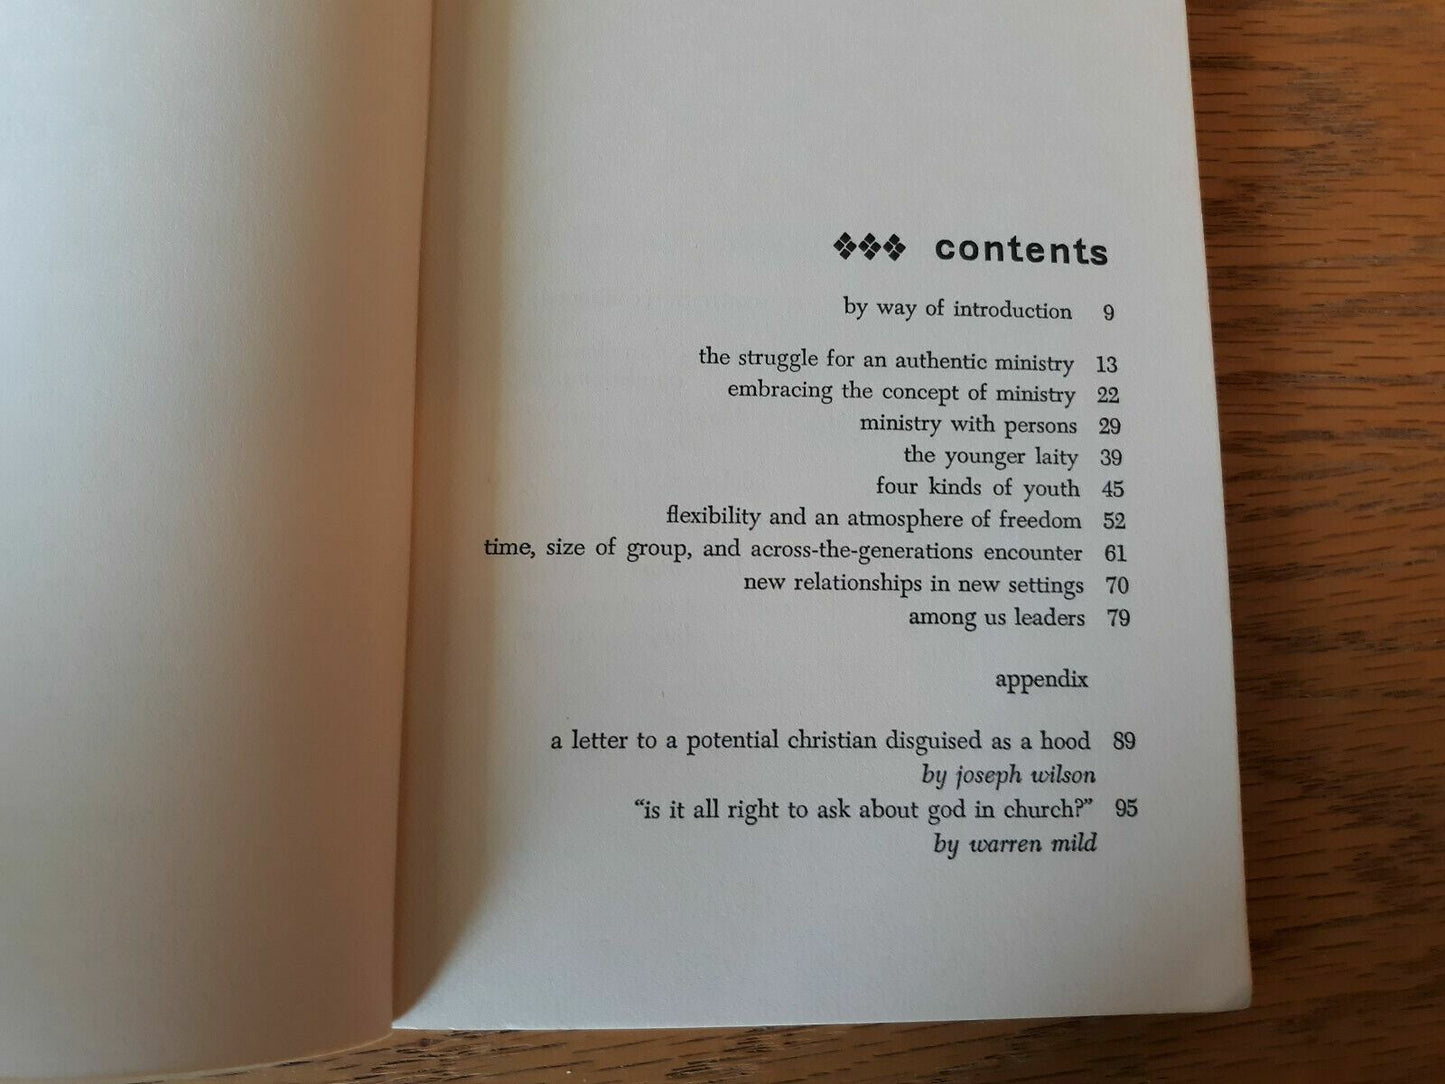 ❖❖❖ contents
by way of introduction 9
the struggle for an authentic ministry 13
embracing the concept of ministry 22
ministry with persons 29
the younger laity 39
four kinds of youth 45
flexibility and an atmosphere of freedom 52
time, size of group, and across-the-generations encounter 61
new relationships in new settings 70
among us leaders 79
appendix
a letter to a potential christian disguised as a hood 89
by joseph wilson
“is it all right to ask about god in church?” 95
by warren mild